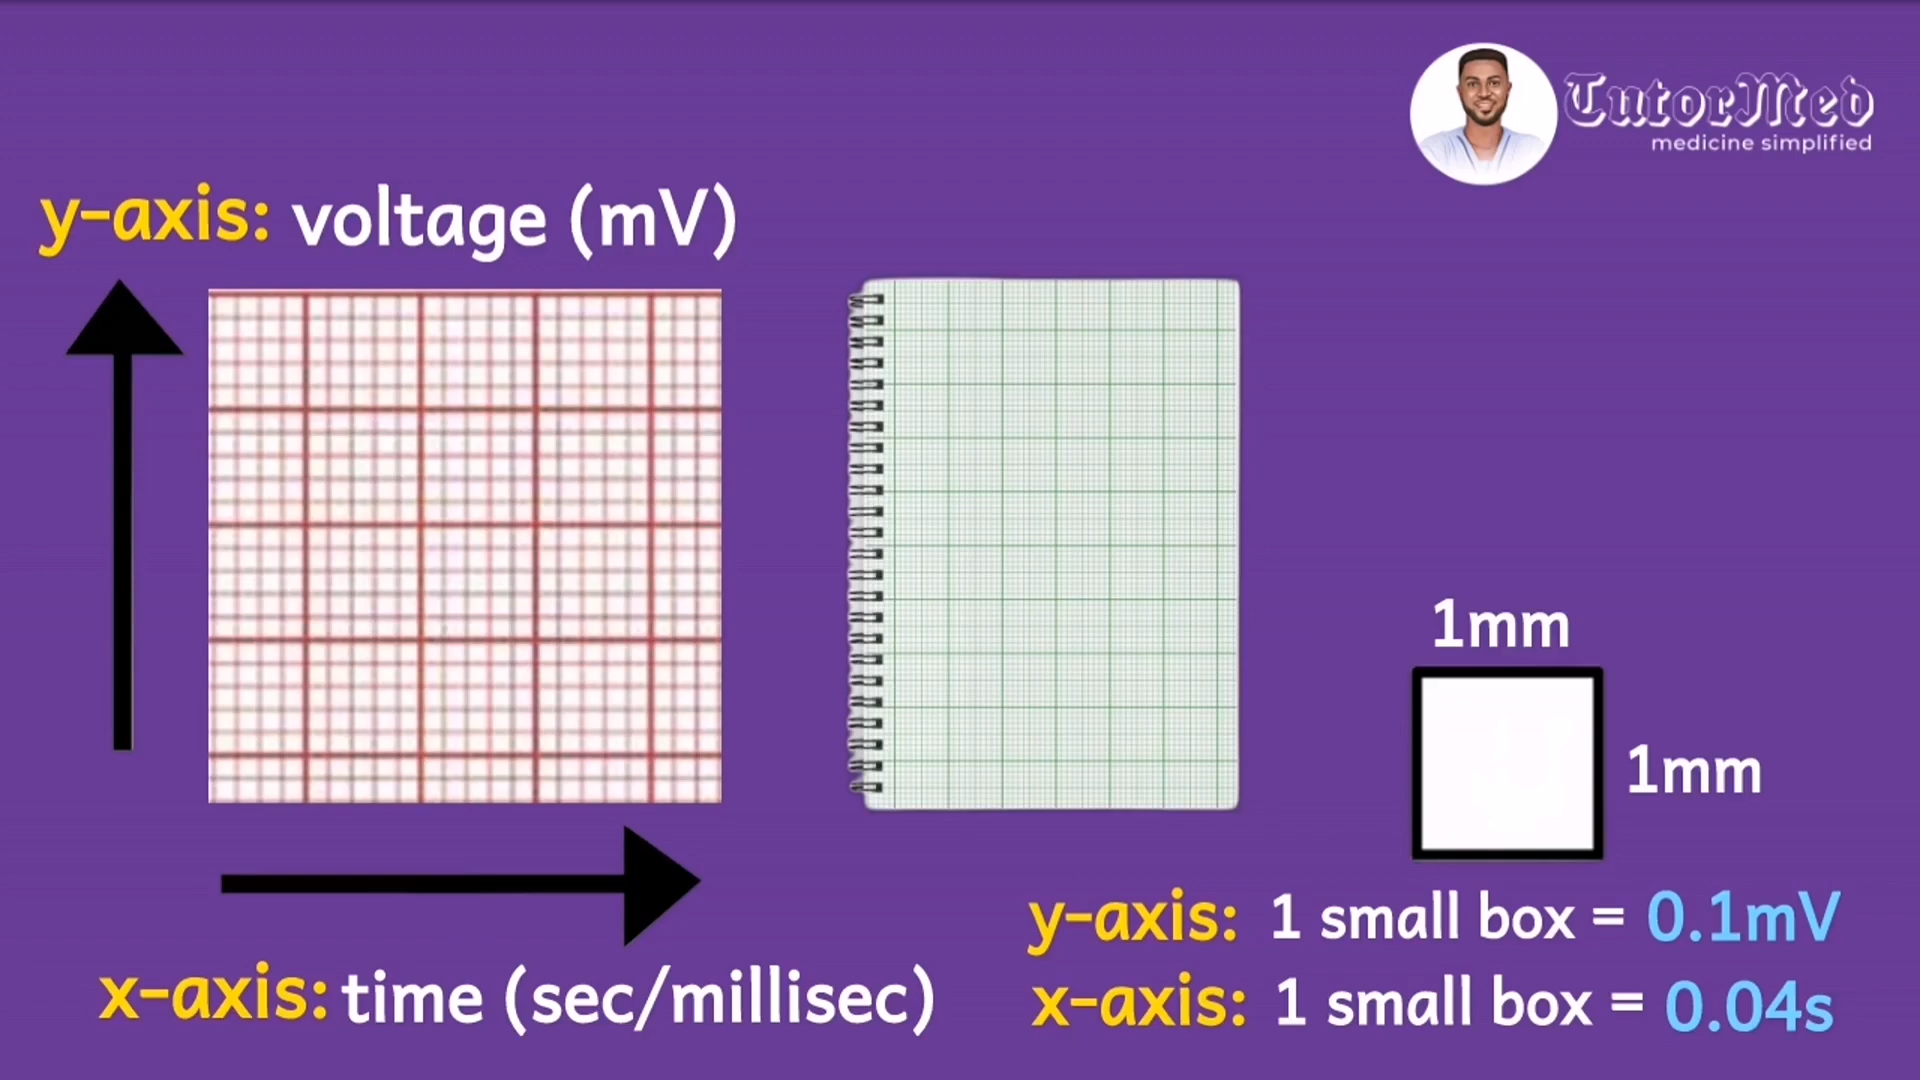 TutorMed
medicine simplified
y-axis: voltage (mV)
x-axis: time (sec/millisec)
1mm
1mm
y-axis: 1 small box = 0.1mV
x-axis: 1 small box = 0.04s